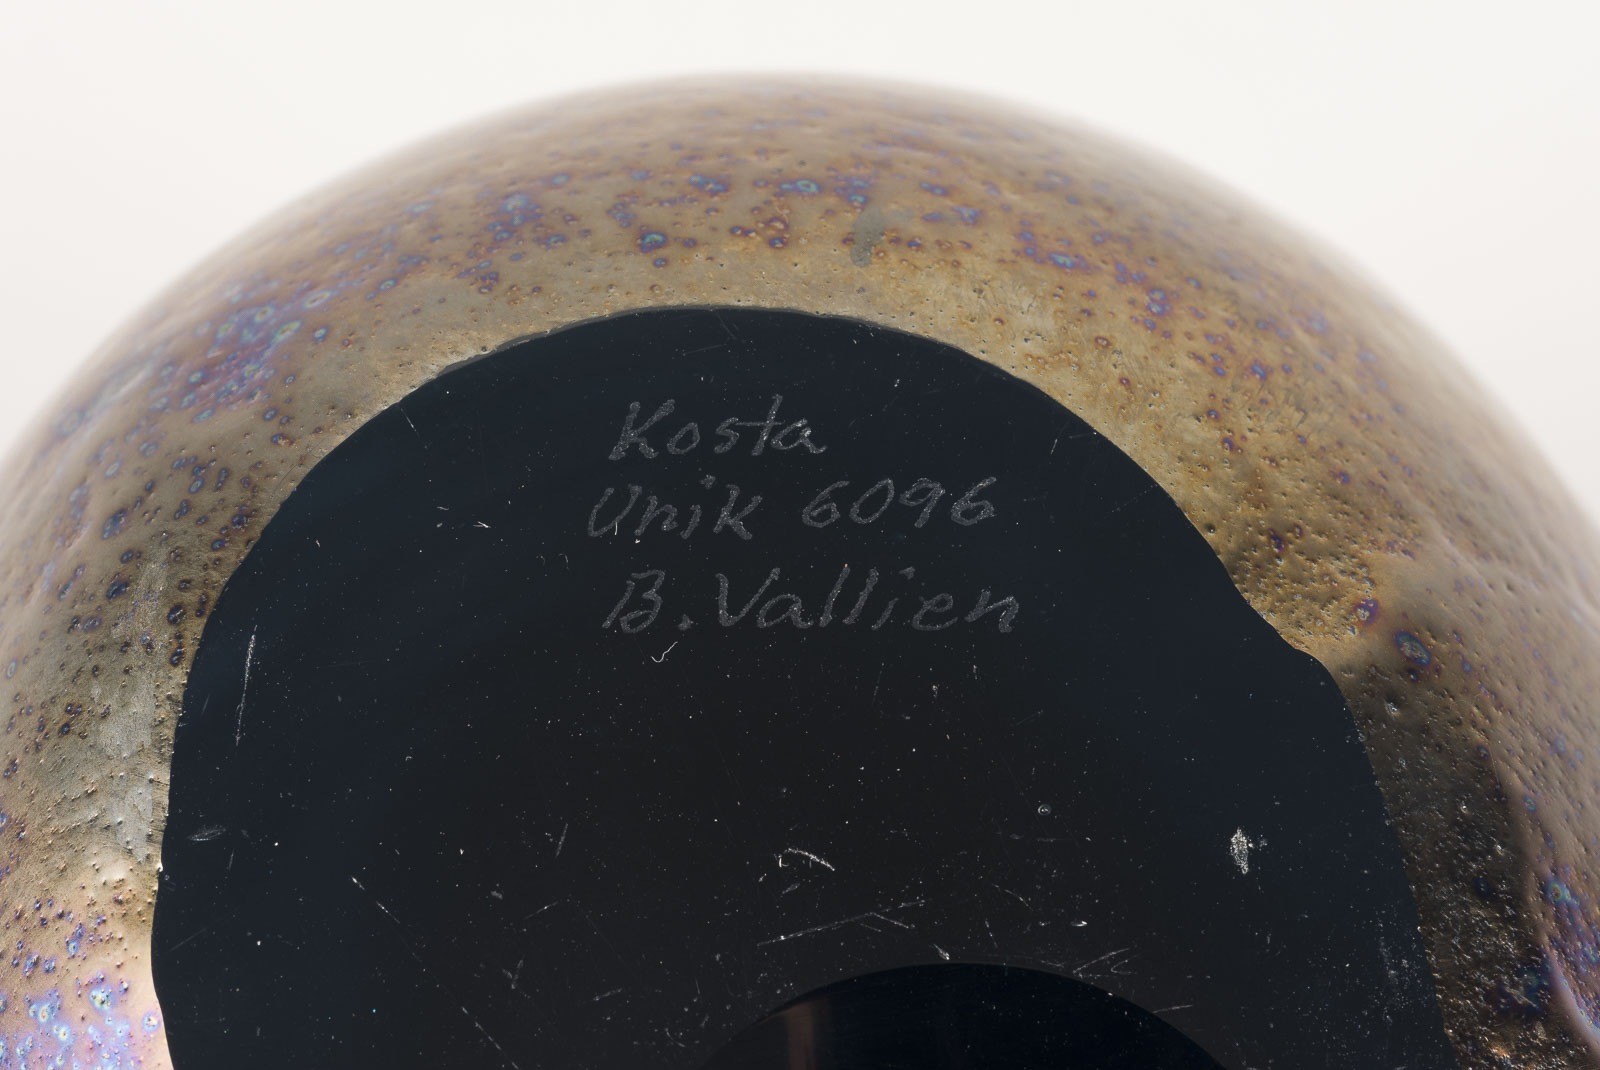 Kosta
Unik 6096
B. Vallien